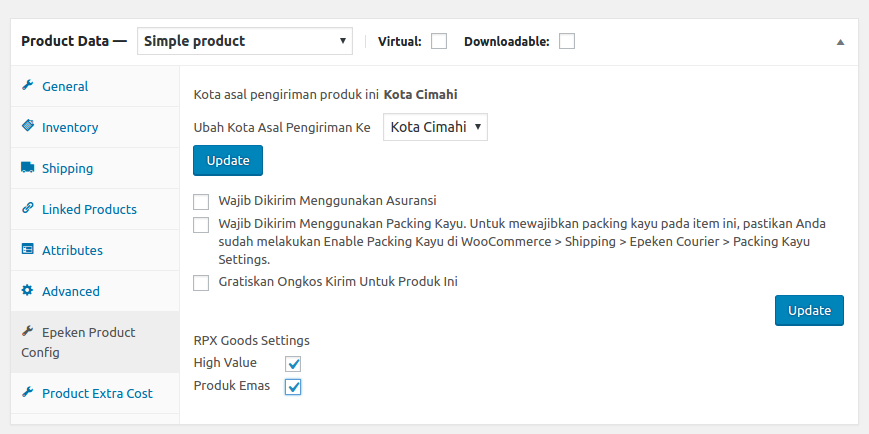 Product Data — Simple product Virtual: Downloadable:
General
Inventory
Shipping
Linked Products
Attributes
Advanced
Epeken Product
Config
Product Extra Cost
Kota asal pengiriman produk ini Kota Cimahi
Ubah Kota Asal Pengiriman Ke Kota Cimahi
Update
Wajib Dikirim Menggunakan Asuransi
Wajib Dikirim Menggunakan Packing Kayu. Untuk mewajibkan packing kayu pada item ini, pastikan Anda
sudah melakukan Enable Packing Kayu di WooCommerce > Shipping > Epeken Courier > Packing Kayu
Settings.
Gratiskan Ongkos Kirim Untuk Produk Ini
Update
RPX Goods Settings
High Value
Produk Emas